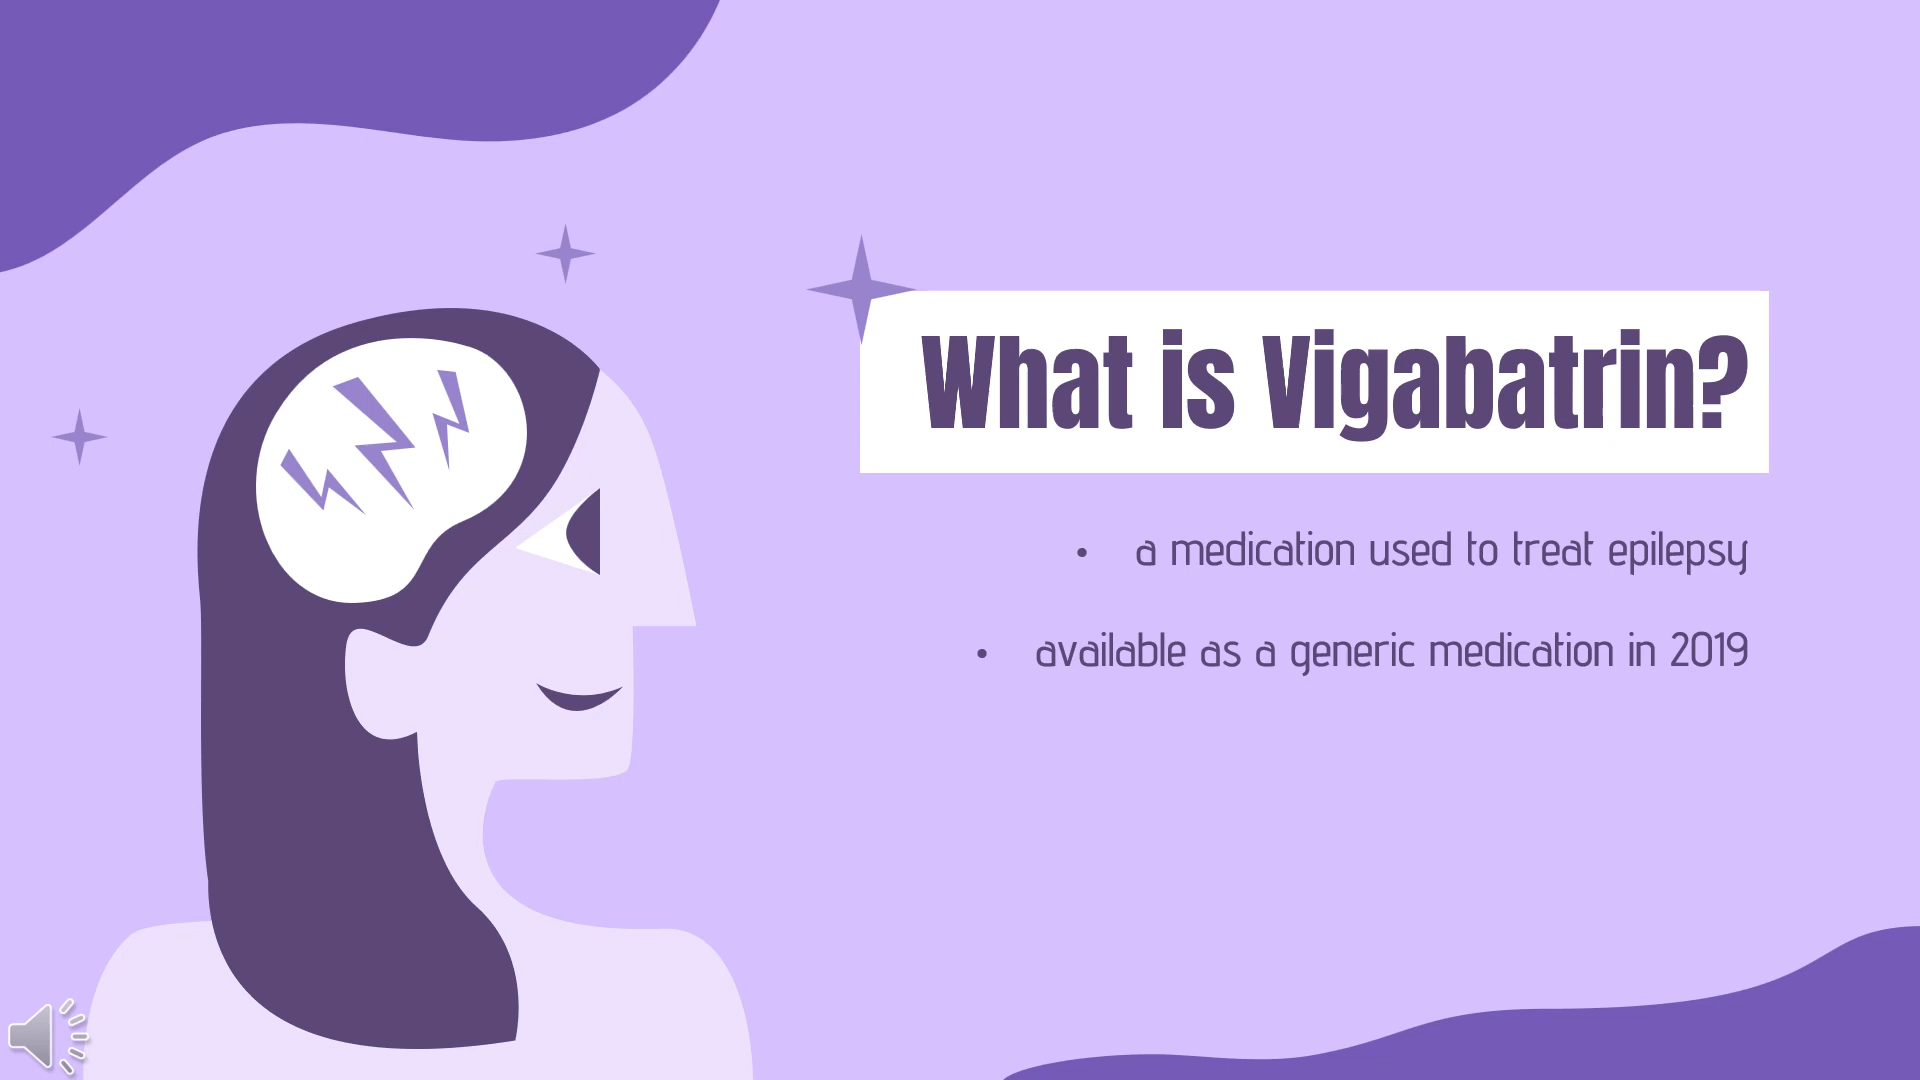 What is Vigabatrin?
• a medication used to treat epilepsy
• available as a generic medication in 2019